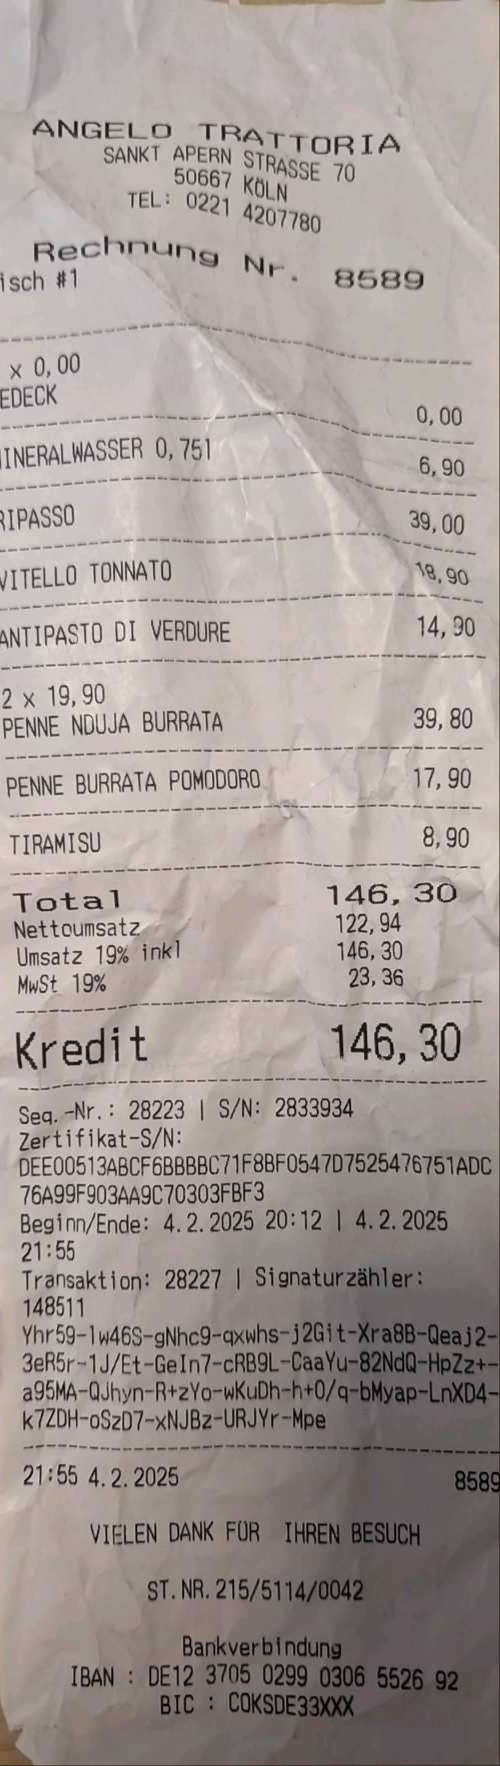 ANGELO TRATTORIA
SANKT APERN STRASSE 70
50667 KÖLN
TEL: 0221 4207780
Rechnung Nr. 8589
isch #1
x 0,00
EDECK 0,00
INERALWASSER 0,75l 6,90
RIPASSO 39,00
VITELLO TONNATO 18,90
ANTIPASTO DI VERDURE 14,90
2 x 19,90
PENNE NDUJA BURRATA 39,80
PENNE BURRATA POMODORO 17,90
TIRAMISU 8,90
Total 146,30
Nettoumsatz 122,94
Umsatz 19% inkl 146,30
MwSt 19% 23,36
Kredit 146,30
Seq.-Nr.: 28223 | S/N: 2833934
Zertifikat-S/N:
DEE00513ABCF6BBBBC71F8BF0547D7525476751ADC
76A99F903AA9C70303FBF3
Beginn/Ende: 4.2.2025 20:12 | 4.2.2025
21:55
Transaktion: 28227 | Signaturzähler:
148511
Yhr59-lw46S-gNhc9-qxwhs-j2Git-Xra8B-Qeaj2-
3eR5r-1J/Et-GeIn7-cRB9L-CaaYu-82NdQ-HpZz+-
a95MA-QJhyn-R+zYo-wKuDh-h+0/q-bMyap-LnXD4-
k7ZDH-oSzD7-xNJBz-URJYr-Mpe
21:55 4.2.2025 8589
VIELEN DANK FÜR IHREN BESUCH
ST.NR.215/5114/0042
Bankverbindung
IBAN : DE12 3705 0299 0306 5526 92
BIC : COKSDE33XXX